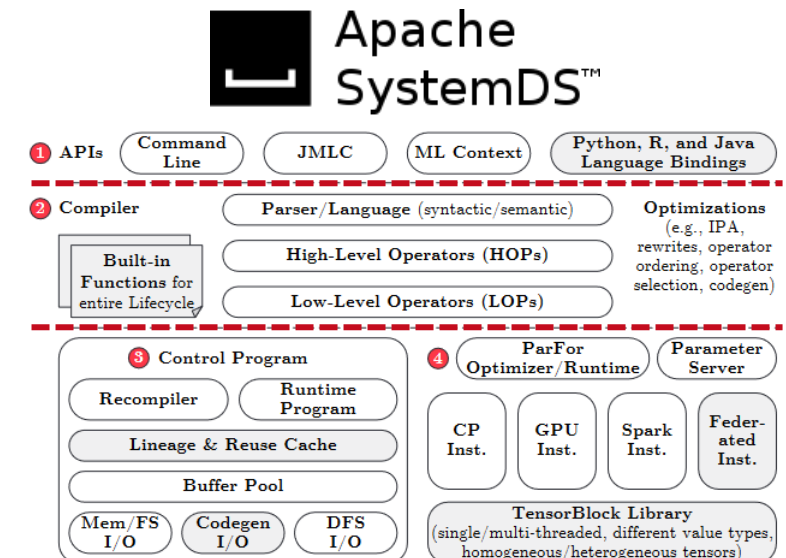 Apache
SystemDS™
1 APIs
Command
Line
JMLC
ML Context
Python, R, and Java
Language Bindings
2 Compiler
Parser/Language (syntactic/semantic)
High-Level Operators (HOPs)
Low-Level Operators (LOPs)
Built-in
Functions for
entire Lifecycle
Optimizations
(e.g., IPA,
rewrites, operator
ordering, operator
selection, codegen)
3 Control Program
Recompiler
Runtime
Program
Lineage & Reuse Cache
Buffer Pool
Mem/FS
I/O
Codegen
I/O
DFS
I/O
4
ParFor
Optimizer/Runtime
Parameter
Server
CP
Inst.
GPU
Inst.
Spark
Inst.
Feder-
ated
Inst.
TensorBlock Library
(single/multi-threaded, different value types,
homogeneous/heterogeneous tensors)